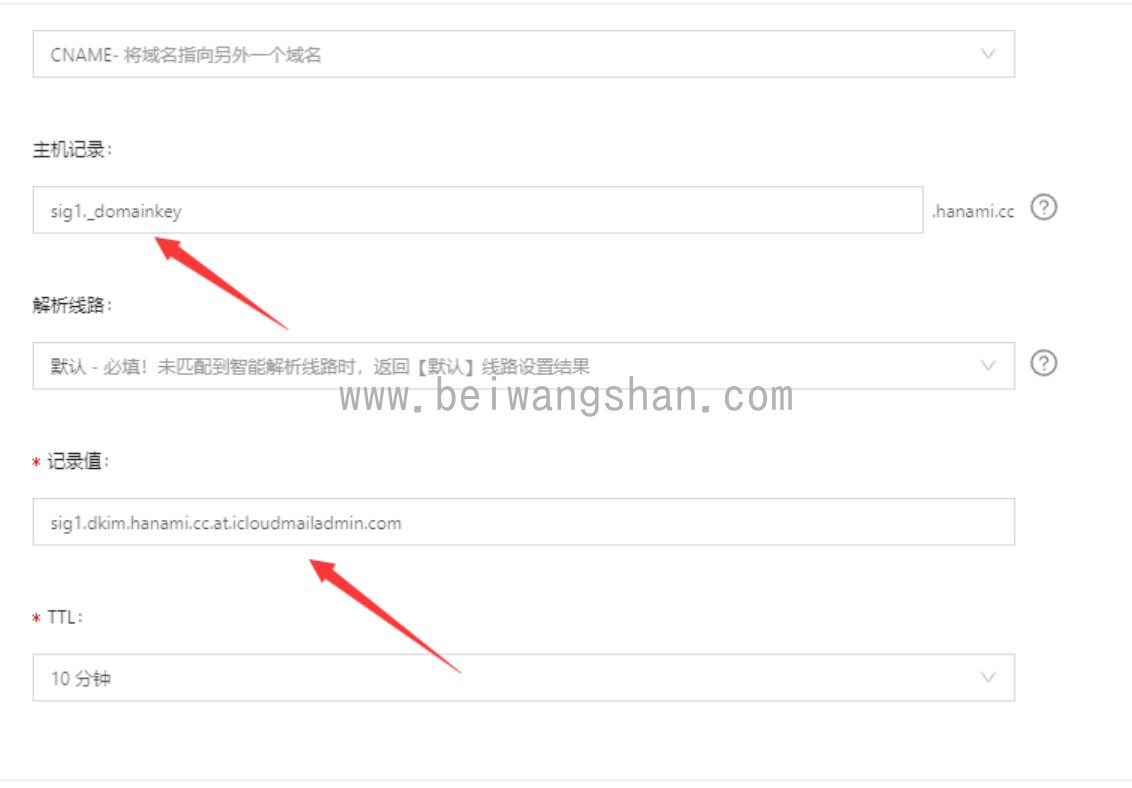 CNAME- 将域名指向另外一个域名
主机记录：
sig1._domainkey .hanami.cc ?
解析线路：
默认 - 必填！未匹配到智能解析线路时，返回【默认】线路设置结果 ?
www.beiwangshan.com
* 记录值：
sig1.dkim.hanami.cc.at.icloudmailadmin.com
* TTL：
10 分钟